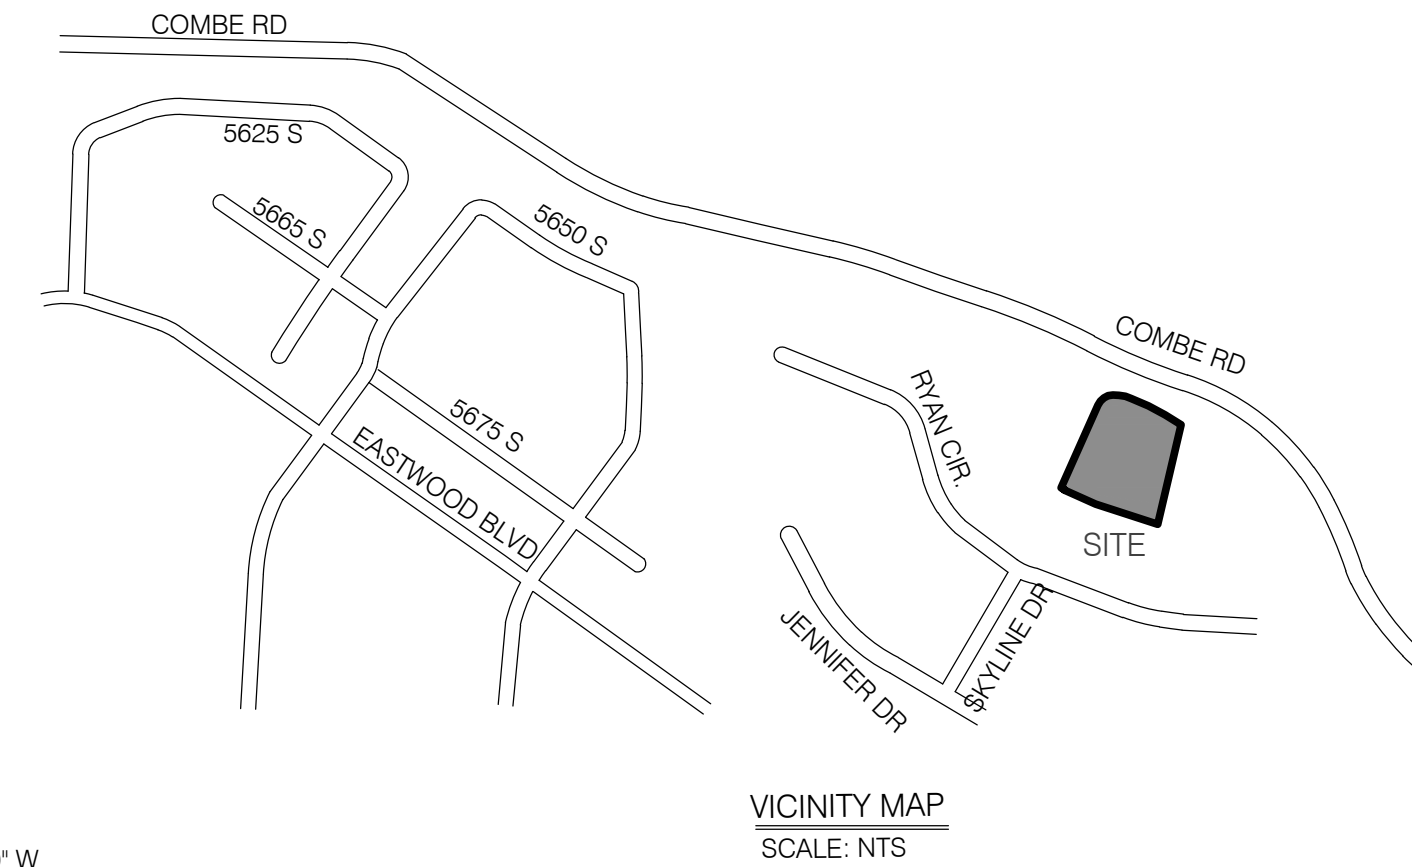 COMBE RD
5625 S
5665 S
5650 S
COMBE RD
RYAN CIR.
5675 S
EASTWOOD BLVD
SITE
SKYLINE DR
JENNIFER DR
VICINITY MAP
SCALE: NTS
" W